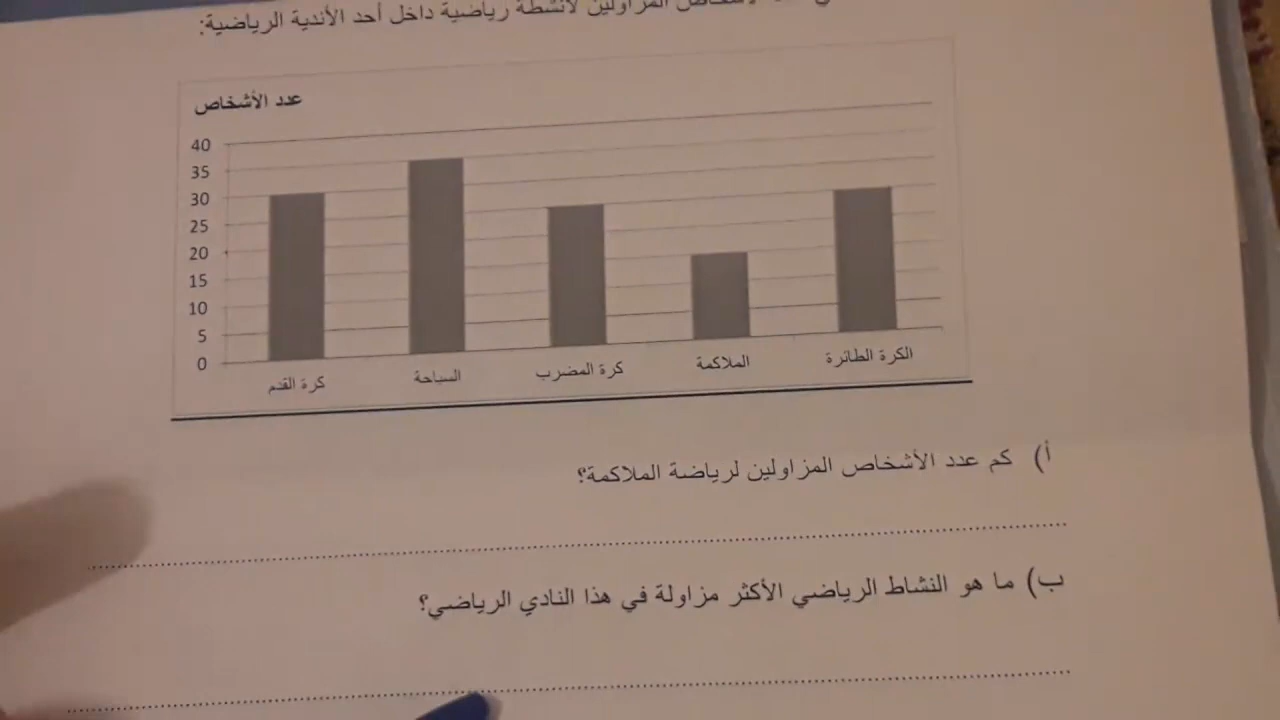 المزاولين لأنشطة رياضية داخل أحد الأندية الرياضية:
عدد الأشخاص
40
35
30
25
20
15
10
5
0
كرة القدم السباحة كرة المضرب الملاكمة الكرة الطائرة
أ) كم عدد الأشخاص المزاولين لرياضة الملاكمة؟
ب) ما هو النشاط الرياضي الأكثر مزاولة في هذا النادي الرياضي؟